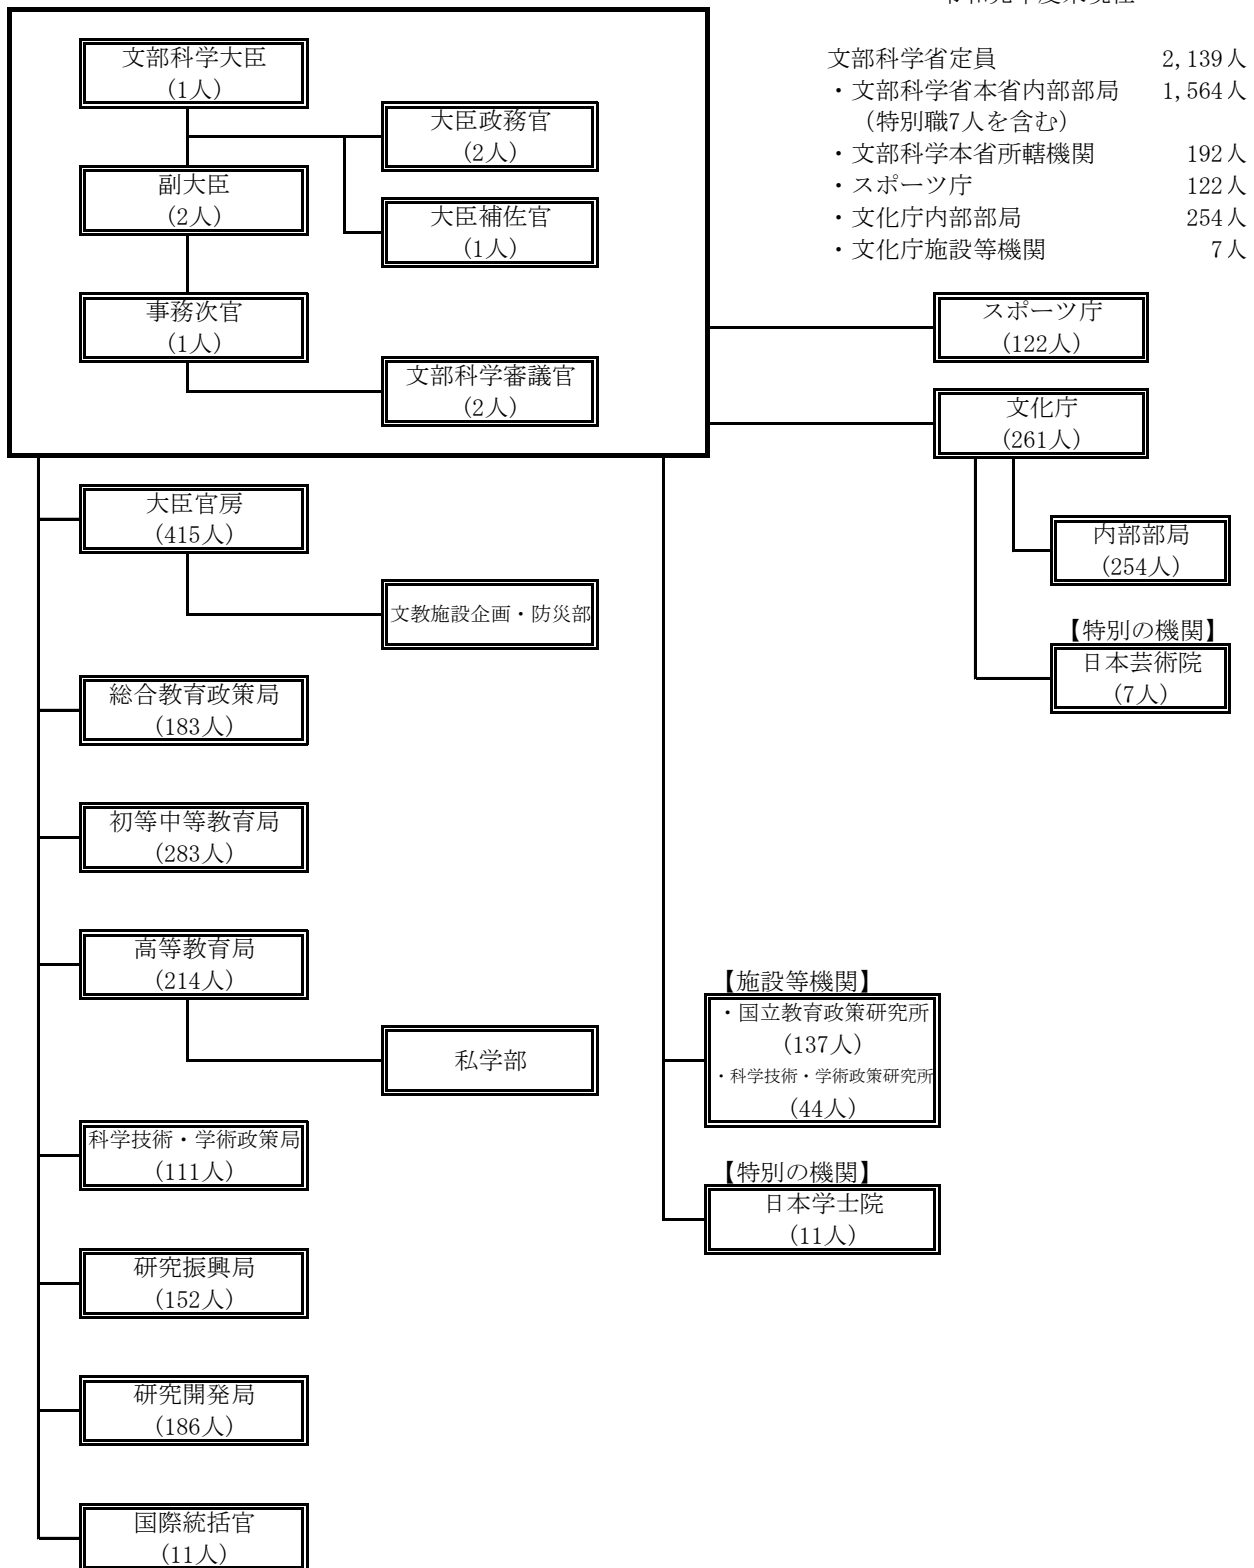 文部科学大臣
(1人)
大臣政務官
(2人)
副大臣
(2人)
大臣補佐官
(1人)
事務次官
(1人)
文部科学審議官
(2人)
文部科学省定員 2,139人
・文部科学省本省内部部局 1,564人
(特別職7人を含む)
・文部科学本省所轄機関 192人
・スポーツ庁 122人
・文化庁内部部局 254人
・文化庁施設等機関 7人
スポーツ庁
(122人)
文化庁
(261人)
内部部局
(254人)
【特別の機関】
日本芸術院
(7人)
大臣官房
(415人)
文教施設企画・防災部
総合教育政策局
(183人)
初等中等教育局
(283人)
高等教育局
(214人)
私学部
科学技術・学術政策局
(111人)
研究振興局
(152人)
研究開発局
(186人)
国際統括官
(11人)
【施設等機関】
・国立教育政策研究所
(137人)
・科学技術・学術政策研究所
(44人)
【特別の機関】
日本学士院
(11人)